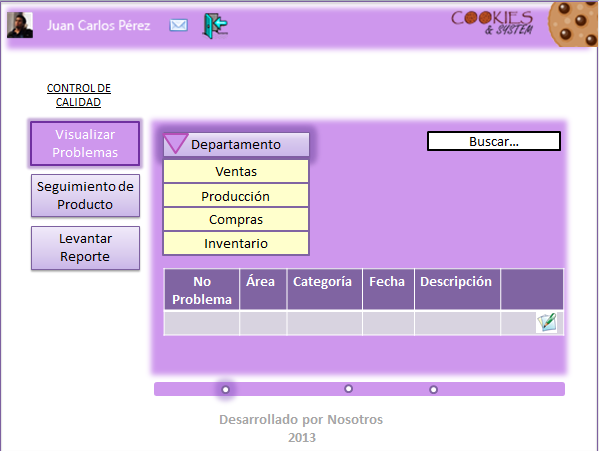 Juan Carlos Pérez
COOKIES
& SYSTEM
CONTROL DE
CALIDAD
Visualizar
Problemas
Seguimiento de
Producto
Levantar
Reporte
Departamento
Buscar...
Ventas
Producción
Compras
Inventario
No Problema
Área
Categoría
Fecha
Descripción
Desarrollado por Nosotros
2013